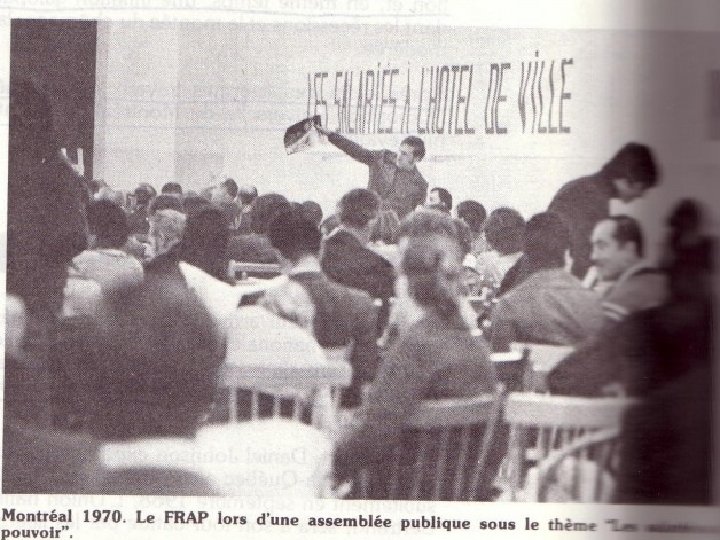 LES SALARIÉS À L'HOTEL DE VILLE
Montréal 1970. Le FRAP lors d'une assemblée publique sous le thème "Les
pouvoir".